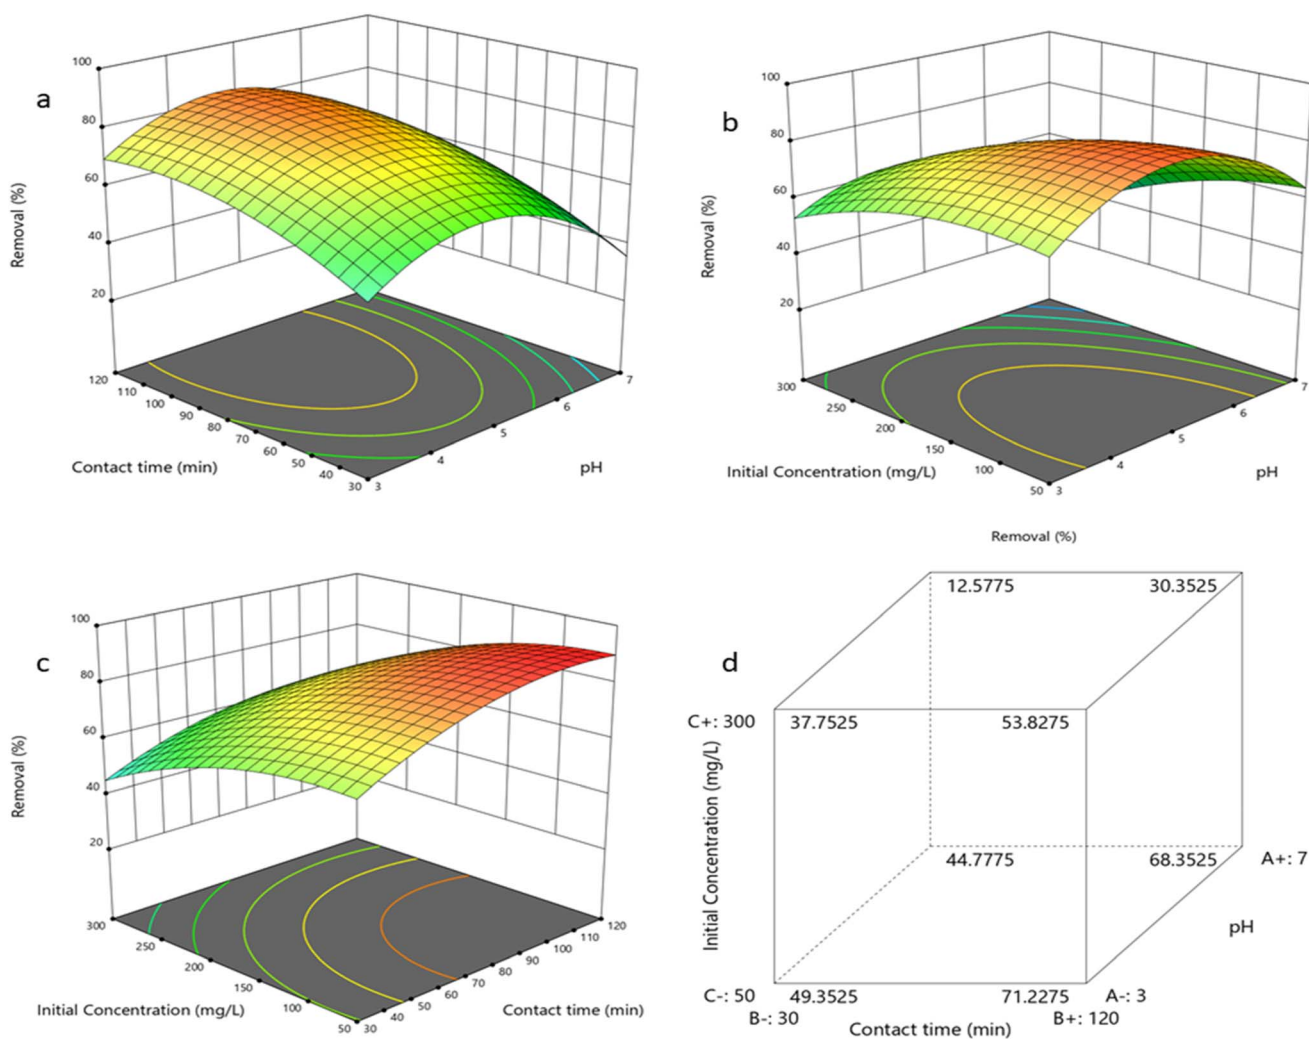 a
100
80
60
40
20
Removal (%)
120
110
100
90
80
70
60
50
40
30
3
4
5
6
7
Contact time (min)
pH
b
100
80
60
40
20
Removal (%)
300
250
200
150
100
50
3
4
5
6
7
Initial Concentration (mg/L)
pH
c
100
80
60
40
20
Removal (%)
300
250
200
150
100
50
30
40
50
60
70
80
90
100
110
120
Initial Concentration (mg/L)
Contact time (min)
Removal (%)
d
12.5775 30.3525
C+: 300 37.7525 53.8275
Initial Concentration (mg/L)
44.7775 68.3525 A+: 7
pH
C-: 50 49.3525 71.2275 A-: 3
B-: 30 B+: 120
Contact time (min)